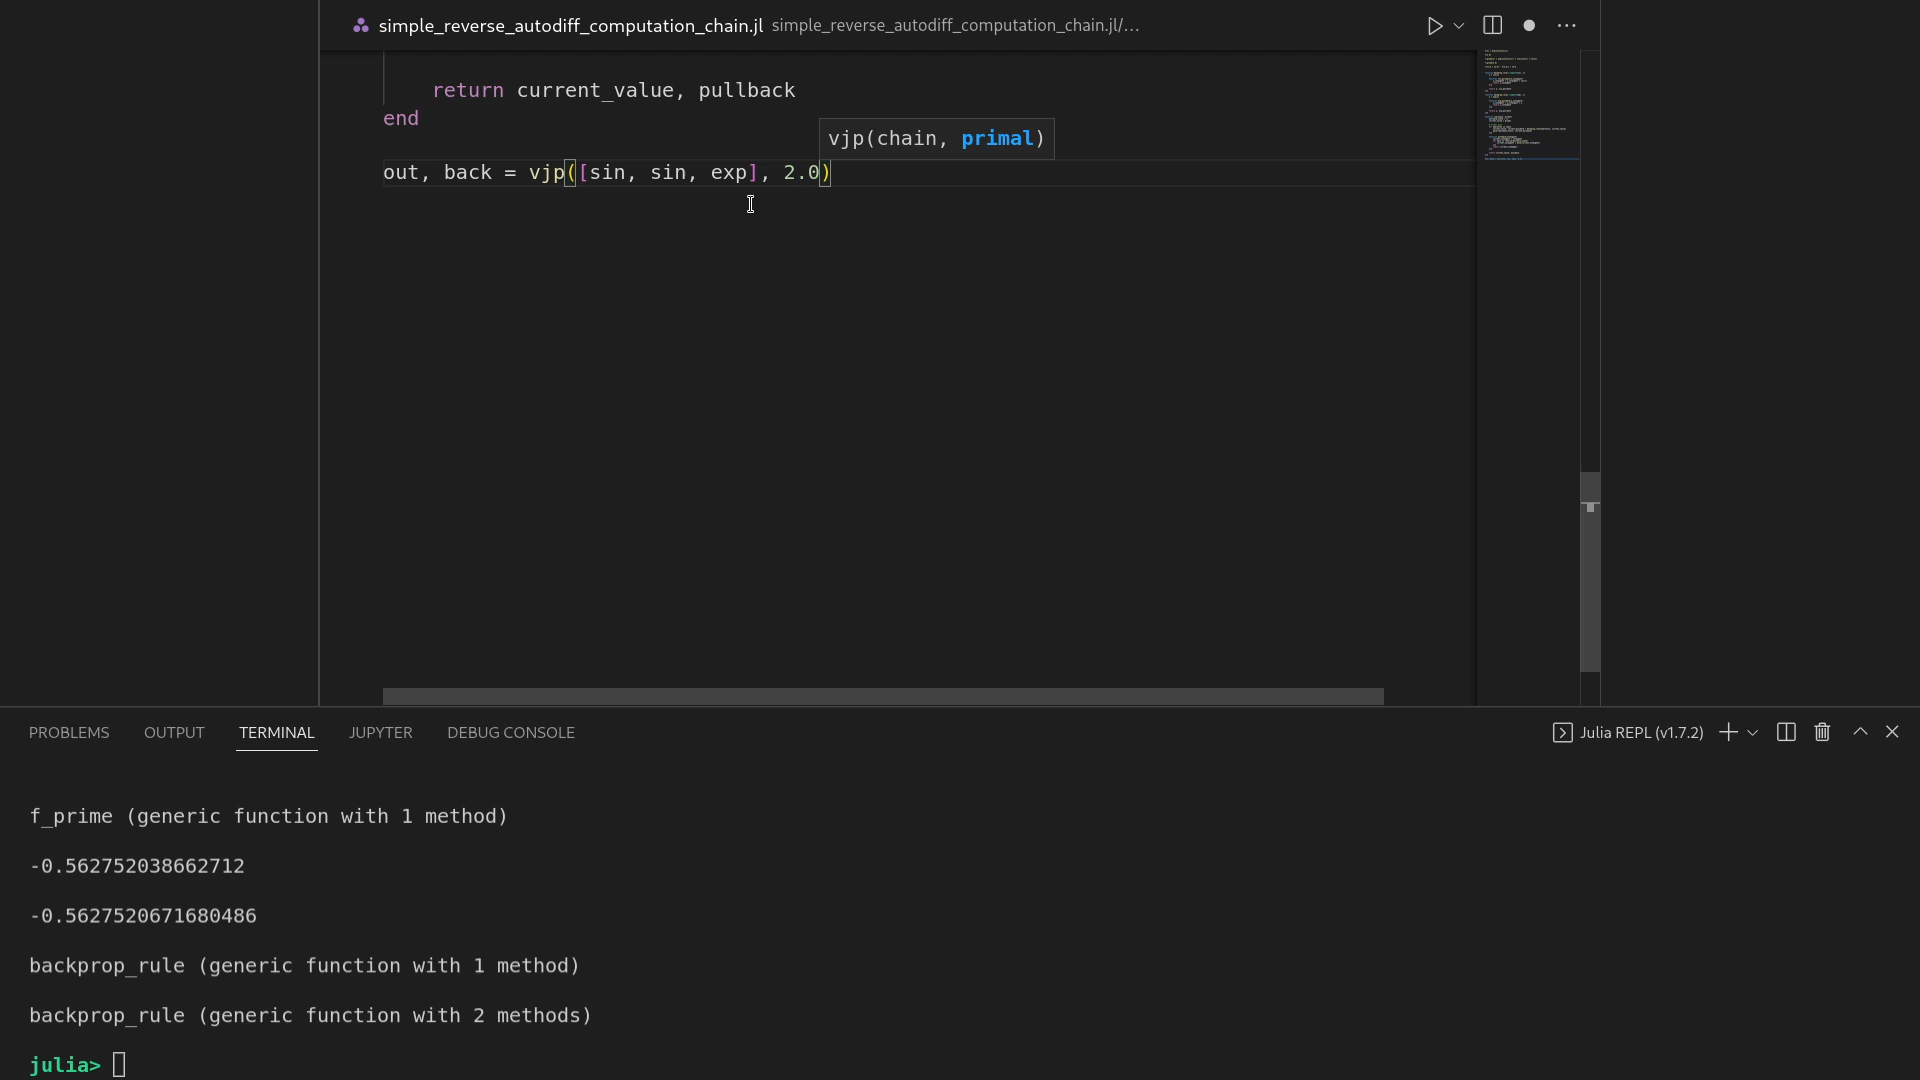 simple_reverse_autodiff_computation_chain.jl simple_reverse_autodiff_computation_chain.jl/...
return current_value, pullback
end
vjp(chain, primal)
out, back = vjp([sin, sin, exp], 2.0)
PROBLEMS OUTPUT TERMINAL JUPYTER DEBUG CONSOLE Julia REPL (v1.7.2)
f_prime (generic function with 1 method)
-0.562752038662712
-0.5627520671680486
backprop_rule (generic function with 1 method)
backprop_rule (generic function with 2 methods)
julia>